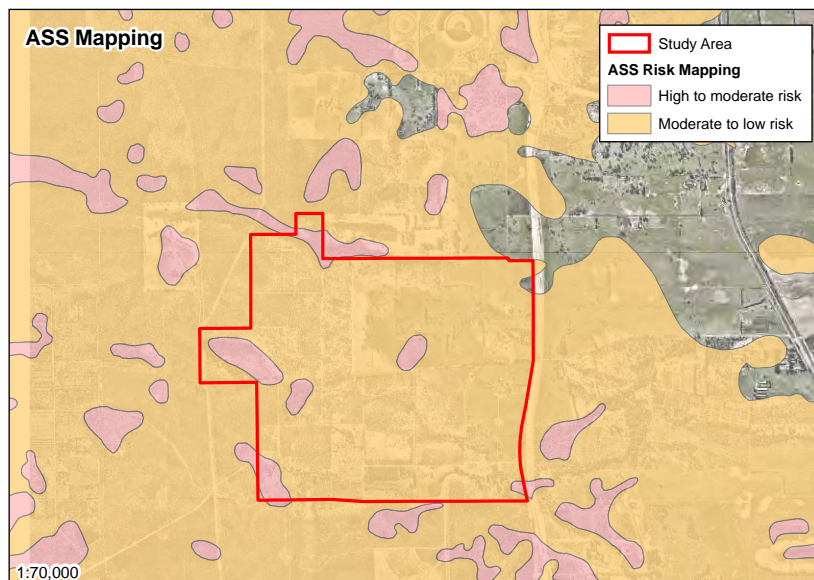 ASS Mapping
Study Area
ASS Risk Mapping
High to moderate risk
Moderate to low risk
1:70,000